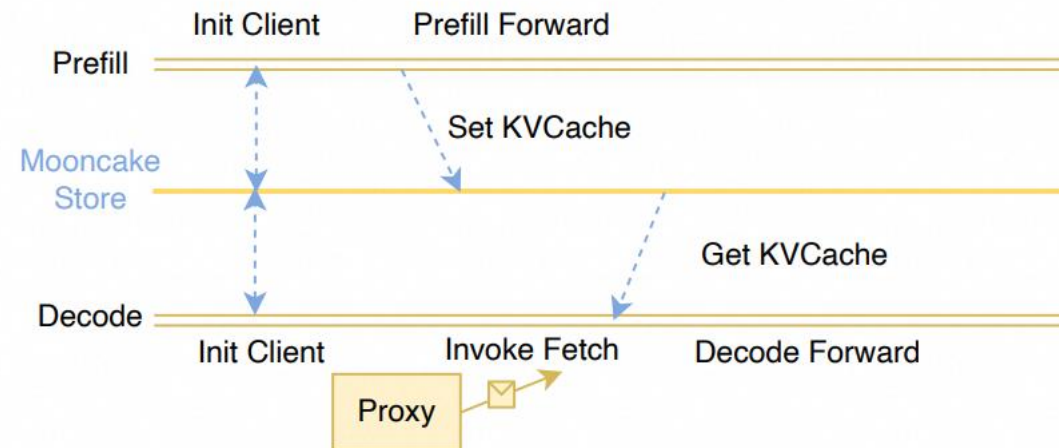 Init Client
Prefill Forward
Prefill
Set KVCache
Mooncake
Store
Get KVCache
Decode
Init Client
Invoke Fetch
Decode Forward
Proxy